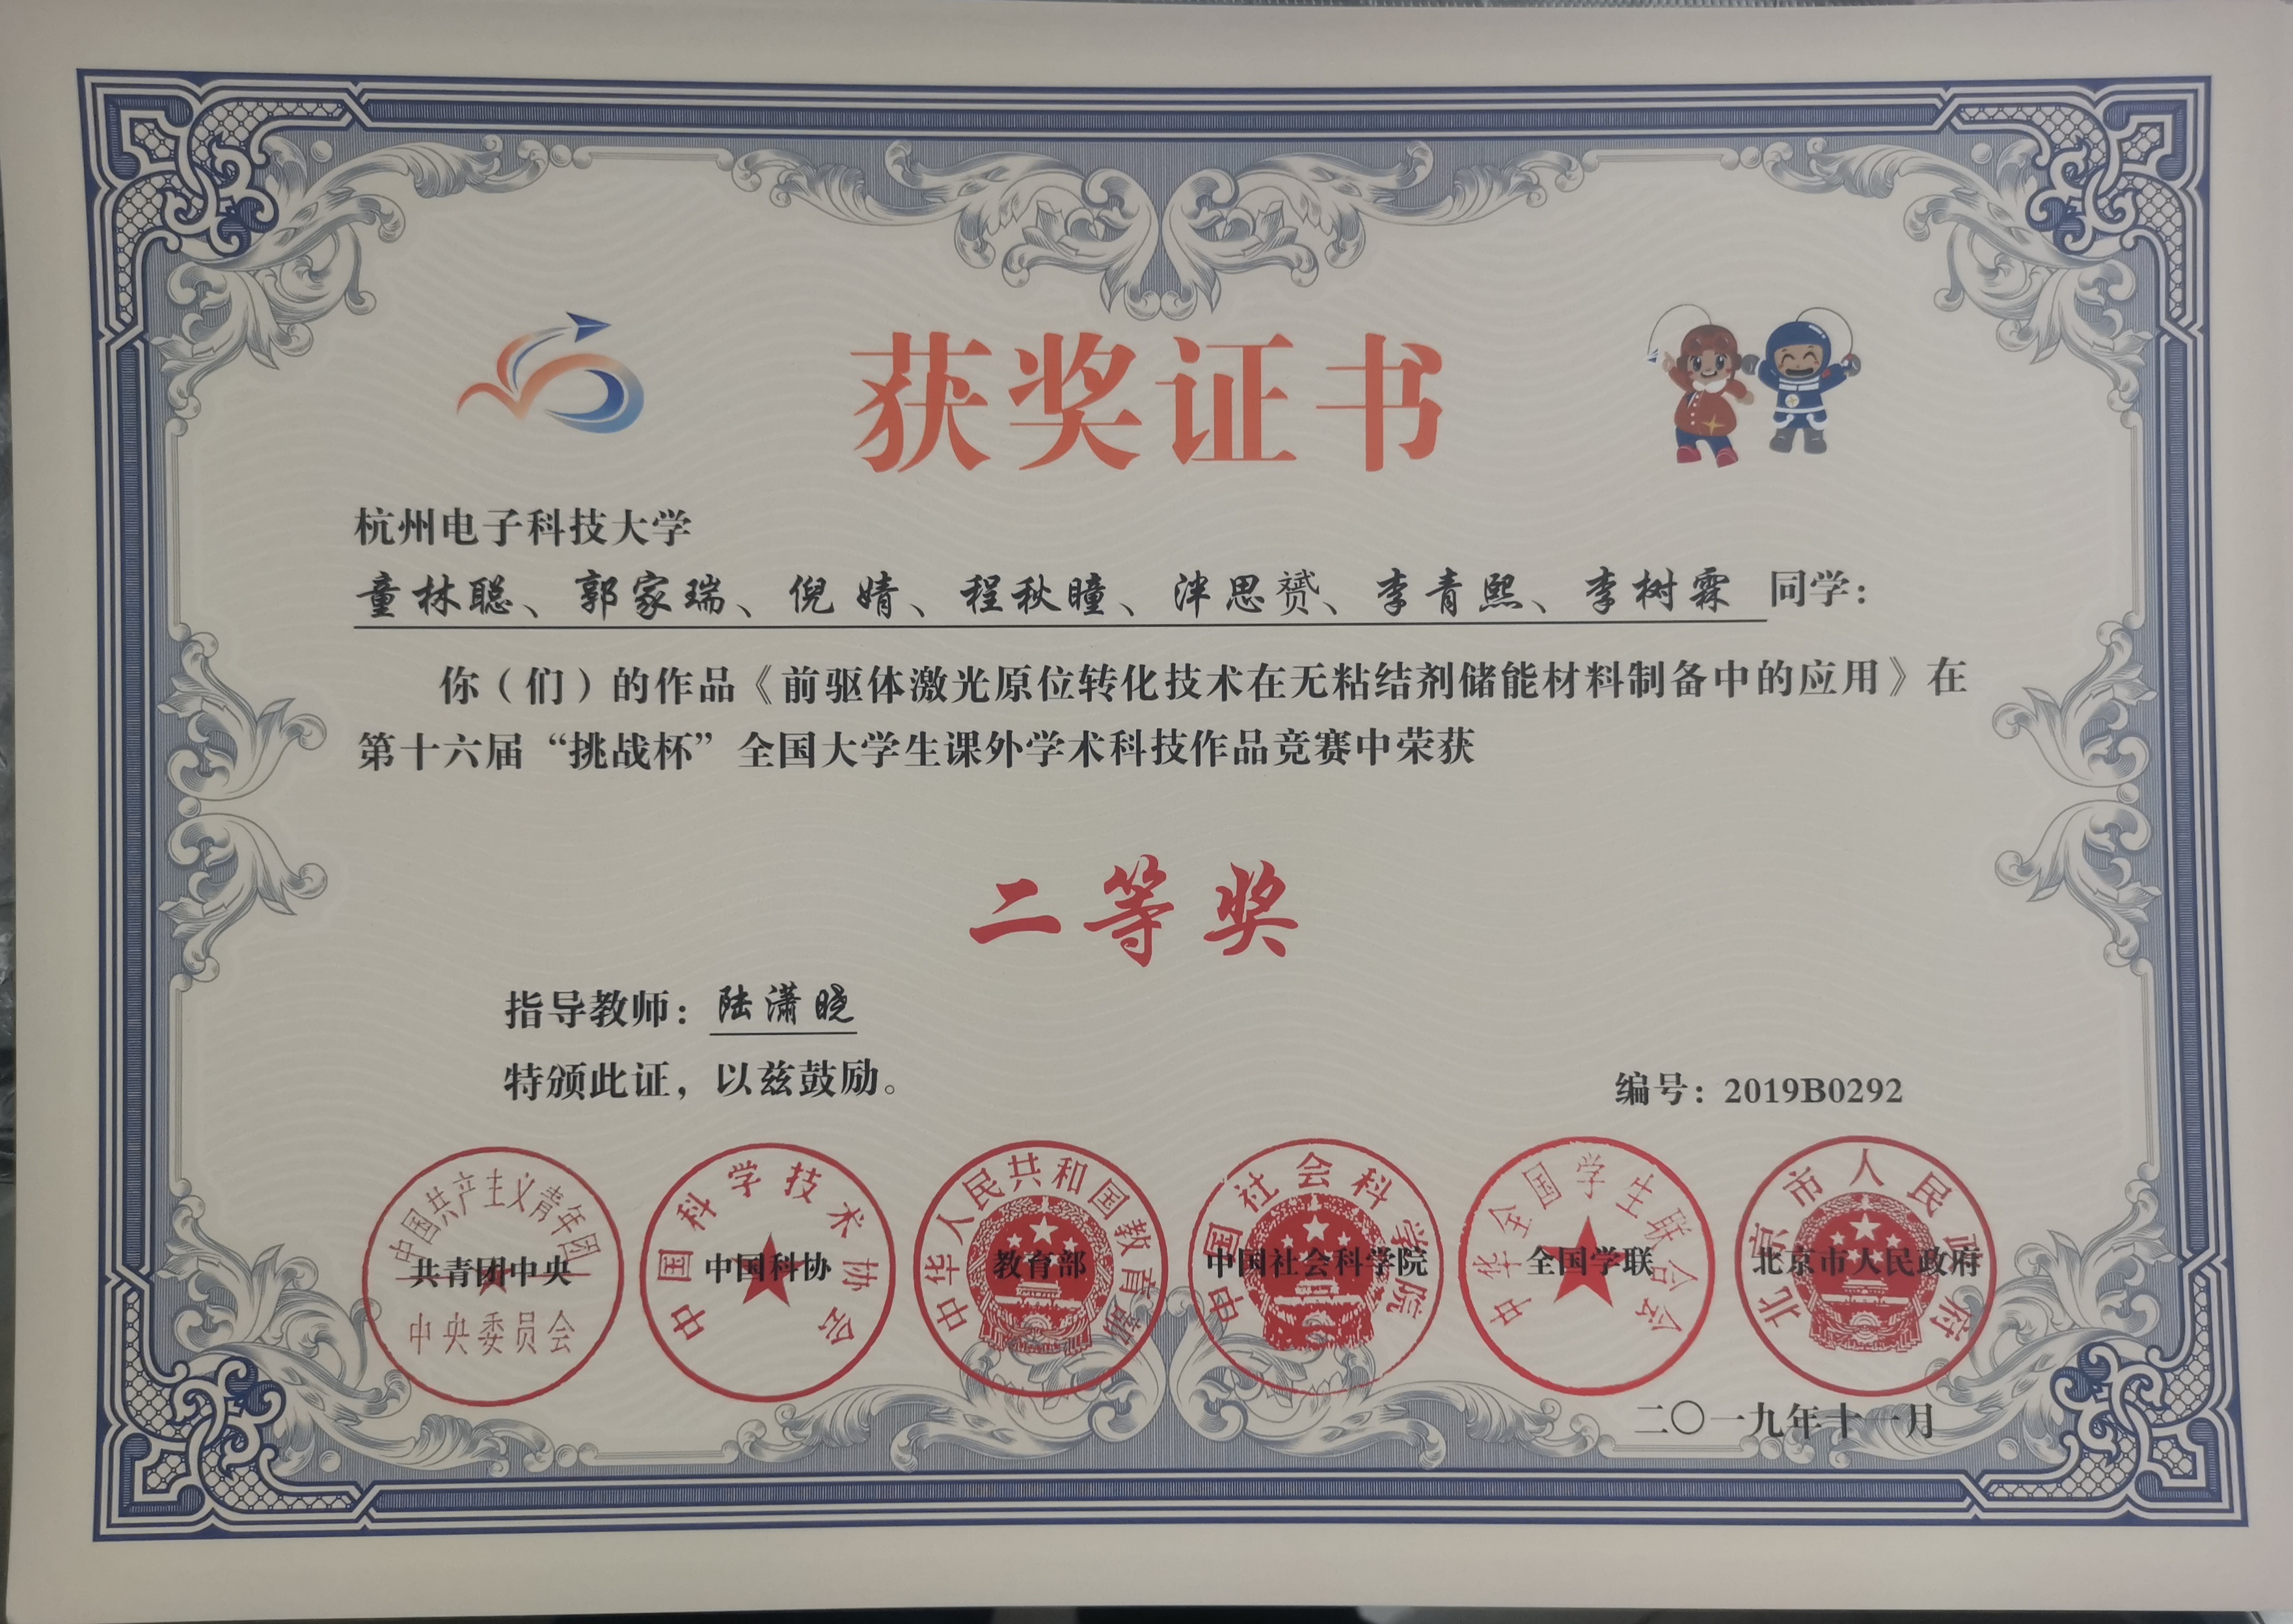 获奖证书
杭州电子科技大学
童林聪、郭家瑞、倪 婧、程秋瞳、泮思赟、李青熙、李树霖 同学：
你（们）的作品《前驱体激光原位转化技术在无粘结剂储能材料制备中的应用》在
第十六届“挑战杯”全国大学生课外学术科技作品竞赛中荣获
二等奖
指导教师：陆潇晓
特颁此证，以兹鼓励。
编号：2019B0292
中国共产主义青年团
中央委员会
共青团中央
中国科学技术协会
中国科协
中华人民共和国教育部
教育部
中国社会科学院
中国社会科学院
中华全国学生联合会
全国学联
北京市人民政府
北京市人民政府
二〇一九年十一月